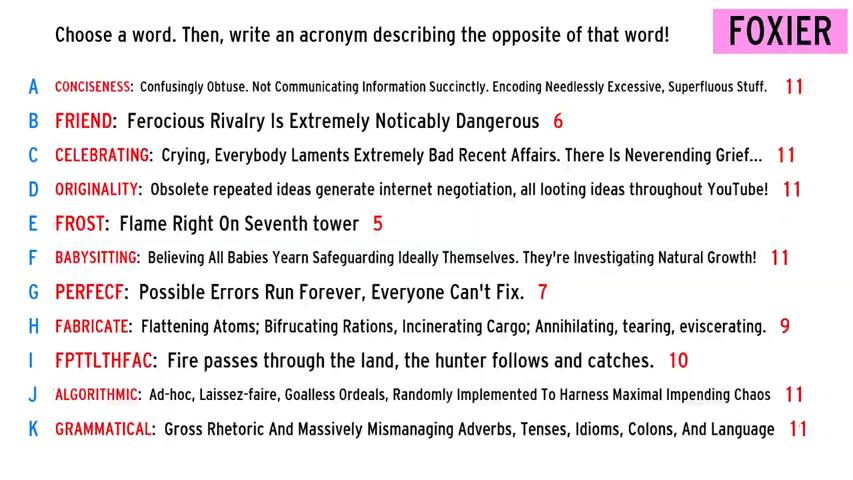 Choose a word. Then, write an acronym describing the opposite of that word!
FOXIER
A CONCISENESS: Confusingly Obtuse. Not Communicating Information Succinctly. Encoding Needlessly Excessive, Superfluous Stuff. 11
B FRIEND: Ferocious Rivalry Is Extremely Noticably Dangerous 6
C CELEBRATING: Crying, Everybody Laments Extremely Bad Recent Affairs. There Is Neverending Grief... 11
D ORIGINALITY: Obsolete repeated ideas generate internet negotiation, all looting ideas throughout YouTube! 11
E FROST: Flame Right On Seventh tower 5
F BABYSITTING: Believing All Babies Yearn Safeguarding Ideally Themselves. They're Investigating Natural Growth! 11
G PERFECF: Possible Errors Run Forever, Everyone Can't Fix. 7
H FABRICATE: Flattening Atoms; Bifrucating Rations, Incinerating Cargo; Annihilating, tearing, eviscerating. 9
I FPTTLTHFAC: Fire passes through the land, the hunter follows and catches. 10
J ALGORITHMIC: Ad-hoc, Laissez-faire, Goalless Ordeals, Randomly Implemented To Harness Maximal Impending Chaos 11
K GRAMMATICAL: Gross Rhetoric And Massively Mismanaging Adverbs, Tenses, Idioms, Colons, And Language 11